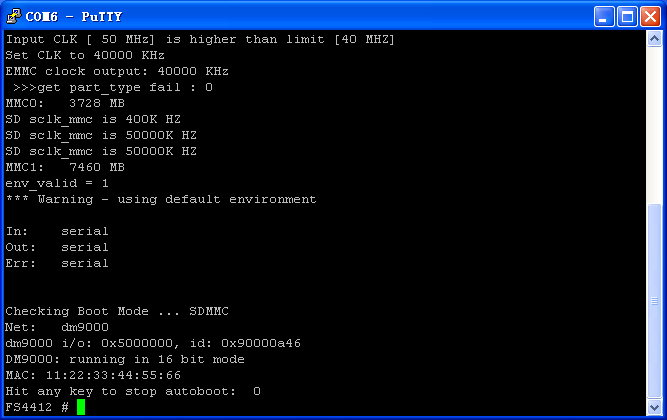 COM6 - PuTTY
Input CLK [ 50 MHz] is higher than limit [40 MHZ]
Set CLK to 40000 KHz
EMMC clock output: 40000 KHz
>>>get part_type fail : 0
MMC0:   3728 MB
SD sclk_mmc is 400K HZ
SD sclk_mmc is 50000K HZ
SD sclk_mmc is 50000K HZ
MMC1:   7460 MB
env_valid = 1
*** Warning - using default environment
In:    serial
Out:   serial
Err:   serial
Checking Boot Mode ... SDMMC
Net:   dm9000
dm9000 i/o: 0x5000000, id: 0x90000a46
DM9000: running in 16 bit mode
MAC: 11:22:33:44:55:66
Hit any key to stop autoboot:  0
FS4412 #